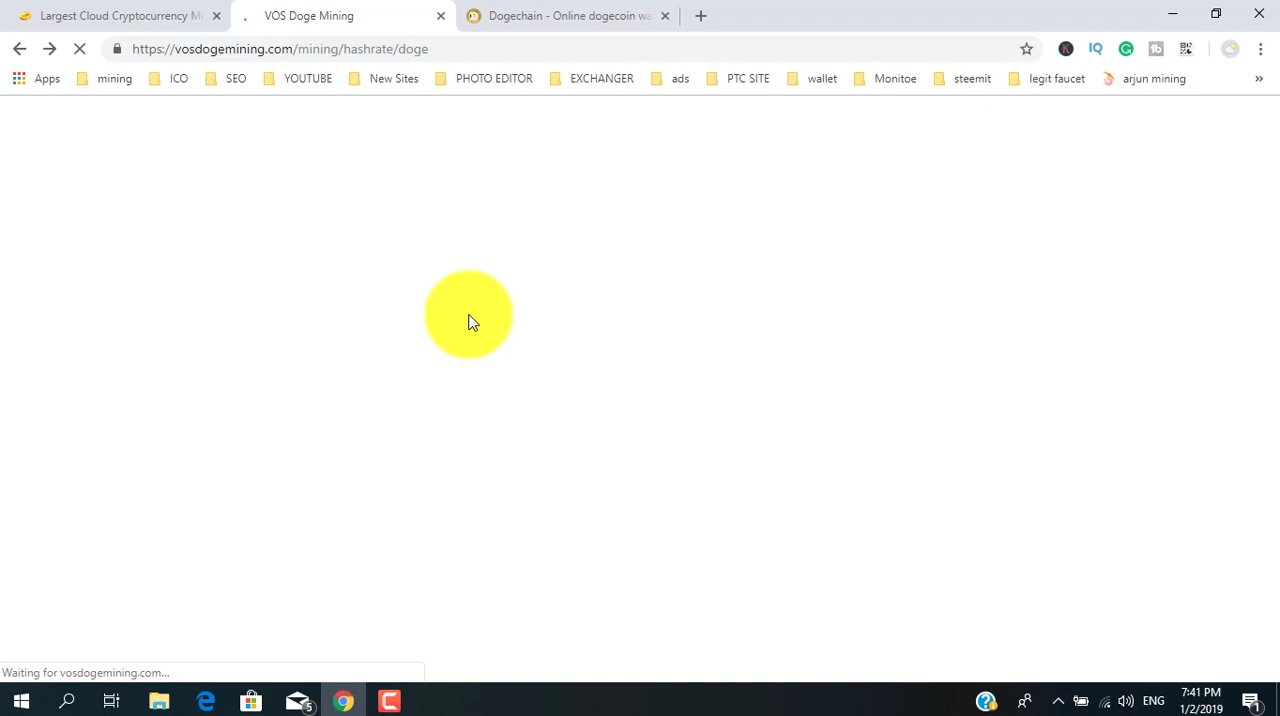 Largest Cloud Cryptocurrency M
VOS Doge Mining
Dogechain - Online dogecoin wa
https://vosdogemining.com/mining/hashrate/doge
Apps
mining
ICO
SEO
YOUTUBE
New Sites
PHOTO EDITOR
EXCHANGER
ads
PTC SITE
wallet
Monitoe
steemit
legit faucet
arjun mining
Waiting for vosdogemining.com...
5
ENG
7:41 PM
1/2/2019
1